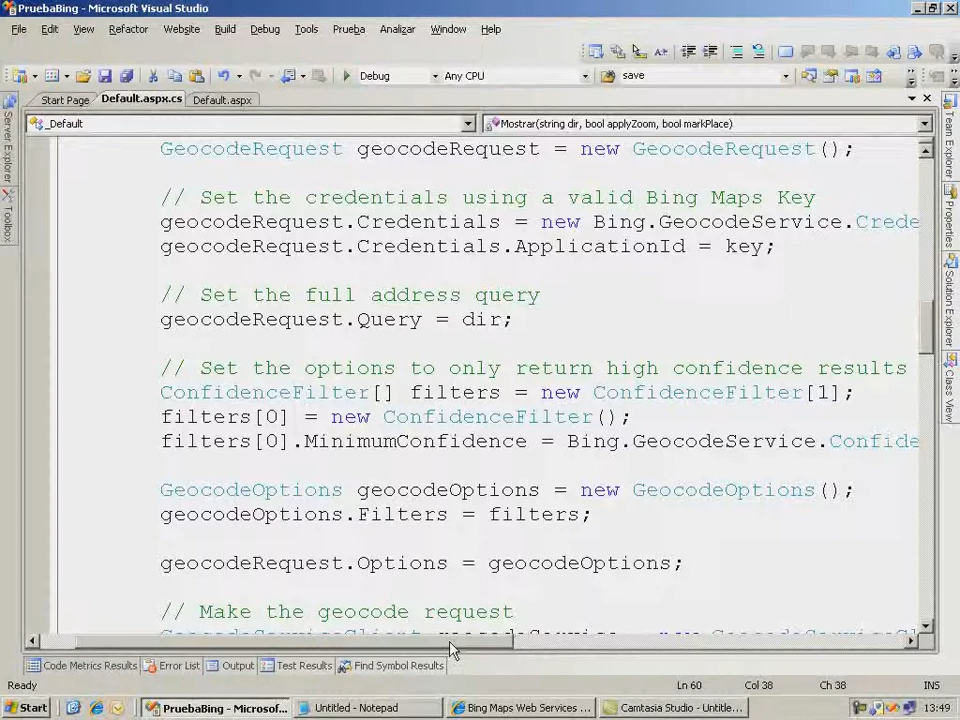 PruebaBing - Microsoft Visual Studio
File Edit View Refactor Website Build Debug Tools Prueba Analizar Window Help
Debug Any CPU save
Start Page Default.aspx.cs Default.aspx
_Default Mostrar(string dir, bool applyZoom, bool markPlace)
Server Explorer
Toolbox
Team Explorer
Properties
Solution Explorer
Class View
GeocodeRequest geocodeRequest = new GeocodeRequest();
// Set the credentials using a valid Bing Maps Key
geocodeRequest.Credentials = new Bing.GeocodeService.Crede
geocodeRequest.Credentials.ApplicationId = key;
// Set the full address query
geocodeRequest.Query = dir;
// Set the options to only return high confidence results
ConfidenceFilter[] filters = new ConfidenceFilter[1];
filters[0] = new ConfidenceFilter();
filters[0].MinimumConfidence = Bing.GeocodeService.Confide
GeocodeOptions geocodeOptions = new GeocodeOptions();
geocodeOptions.Filters = filters;
geocodeRequest.Options = geocodeOptions;
// Make the geocode request
Code Metrics Results Error List Output Test Results Find Symbol Results
Ready Ln 60 Col 38 Ch 38 INS
Start PruebaBing - Microsof... Untitled - Notepad Bing Maps Web Services ... Camtasia Studio - Untitle... 13:49